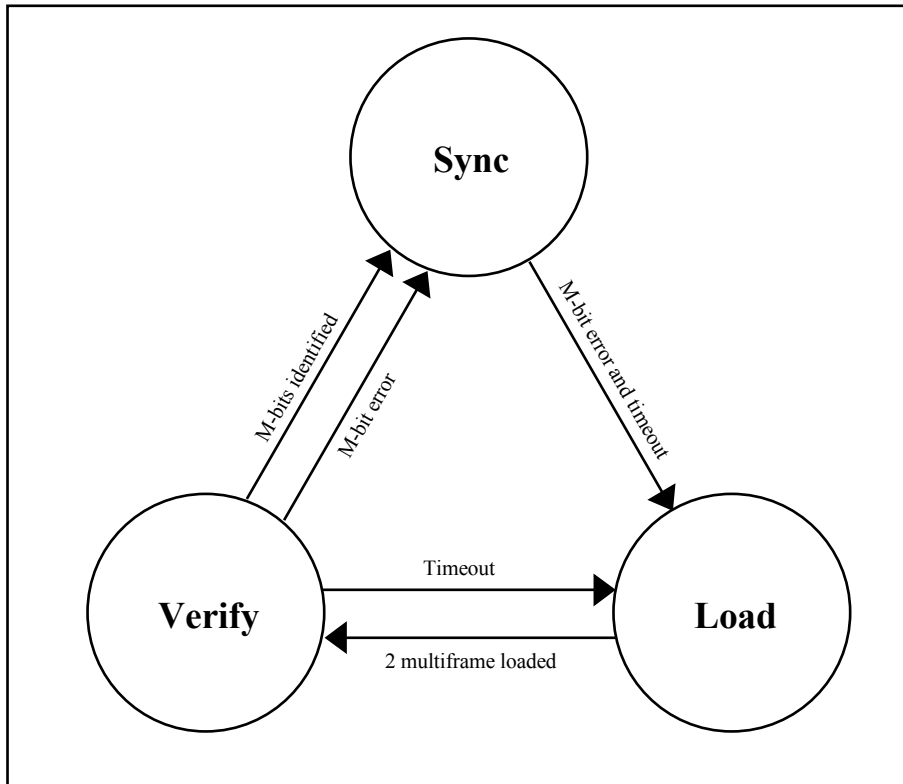 Sync
M-bits identified
M-bit error
M-bit error and timeout
Timeout
Verify
Load
2 multiframe loaded